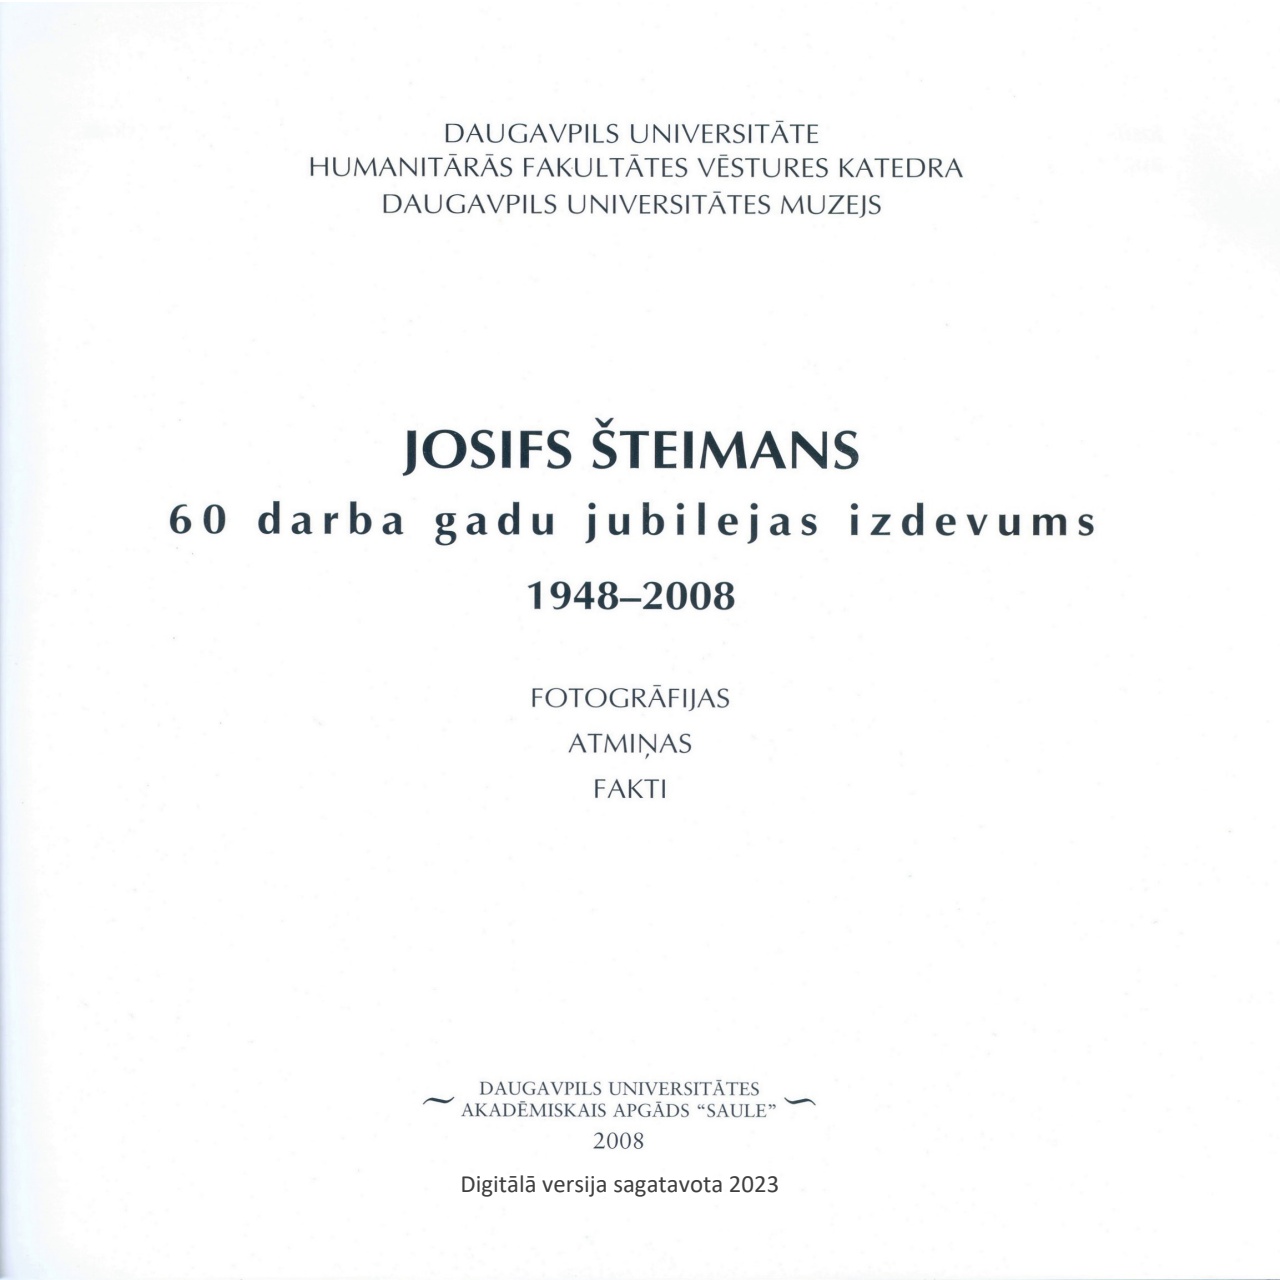 DAUGAVPILS UNIVERSITĀTE
HUMANITĀRĀS FAKULTĀTES VĒSTURES KATEDRA
DAUGAVPILS UNIVERSITĀTES MUZEJS
JOSIFS ŠTEIMANS
60 darba gadu jubilejas izdevums
1948–2008
FOTOGRĀFIJAS
ATMIŅAS
FAKTI
DAUGAVPILS UNIVERSITĀTES
AKADĒMISKAIS APGĀDS “SAULE”
2008
Digitālā versija sagatavota 2023